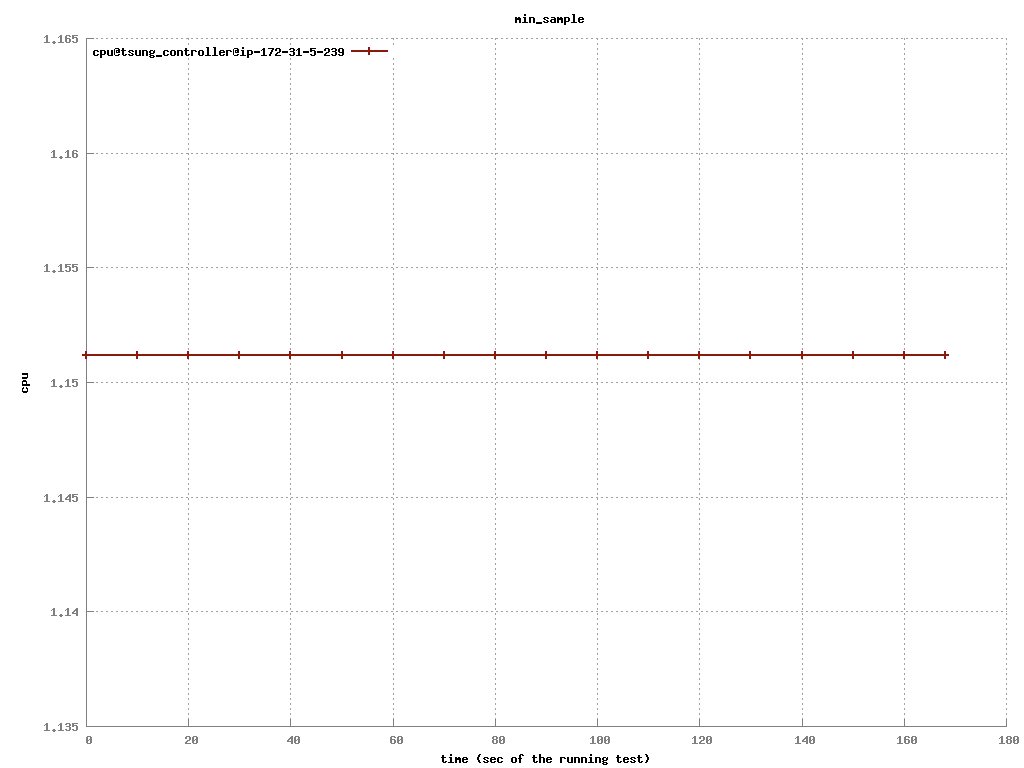 min_sample
cpu@tsung_controller@ip-172-31-5-239
1.165
1.16
1.155
1.15
1.145
1.14
1.135
cpu
0 20 40 60 80 100 120 140 160 180
time (sec of the running test)